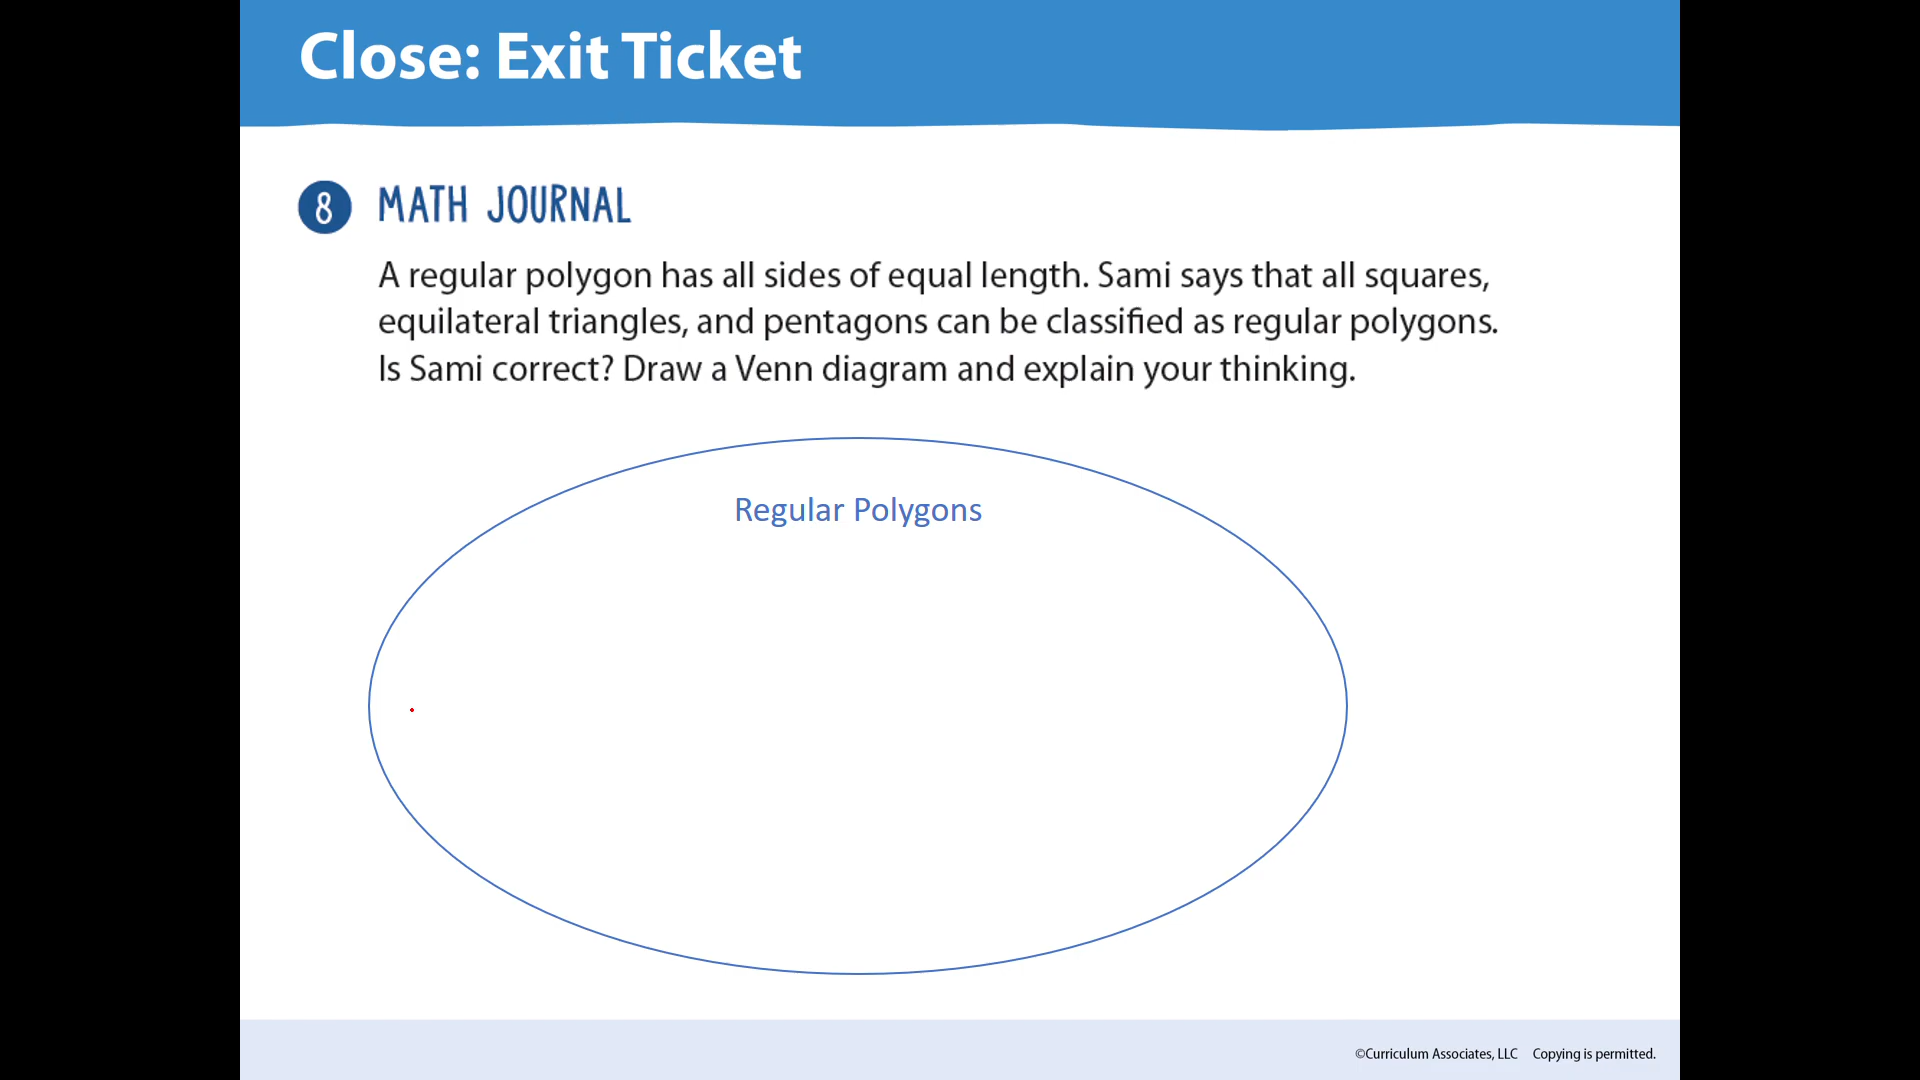 Close: Exit Ticket
8 MATH JOURNAL
A regular polygon has all sides of equal length. Sami says that all squares,
equilateral triangles, and pentagons can be classified as regular polygons.
Is Sami correct? Draw a Venn diagram and explain your thinking.
Regular Polygons
©Curriculum Associates, LLC Copying is permitted.